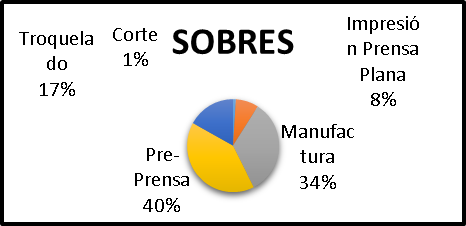 SOBRES
Troquela
do
17%
Corte
1%
Impresió
n Prensa
Plana
8%
Manufac
tura
34%
Pre-
Prensa
40%